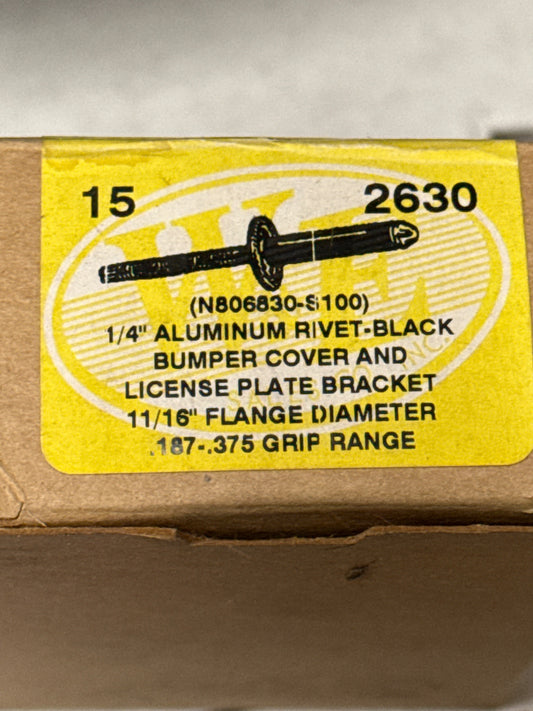 15 2630
(N806830-S100)
1/4" ALUMINUM RIVET-BLACK
BUMPER COVER AND
LICENSE PLATE BRACKET
11/16" FLANGE DIAMETER
.187-.375 GRIP RANGE